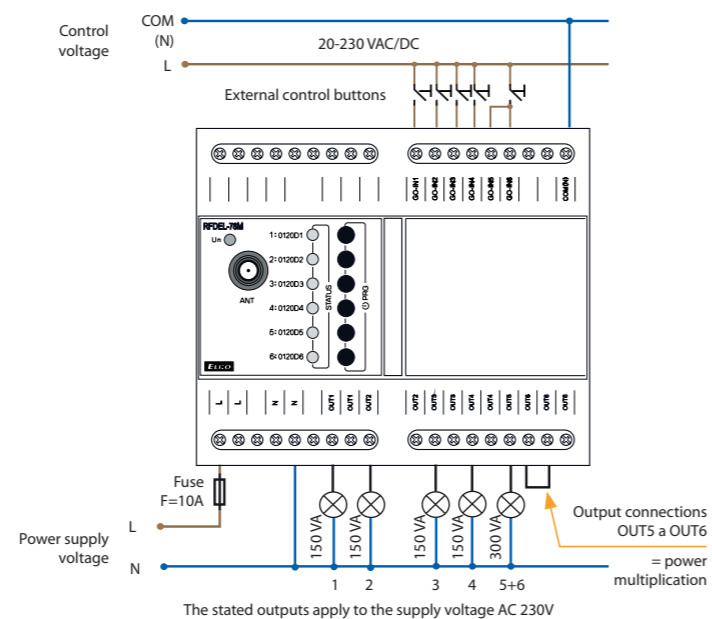 Control
voltage
COM
(N)
L
20-230 VAC/DC
External control buttons
GO-IN1
GO-IN2
GO-IN3
GO-IN4
GO-IN5
GO-IN6
COM(N)
RFDEL-76M
Un
ANT
1: 0120D1
2: 0120D2
3: 0120D3
4: 0120D4
5: 0120D5
6: 0120D6
STATUS
PRG
ELKO
L
L
N
N
OUT1
OUT1
OUT2
OUT2
OUT3
OUT3
OUT4
OUT4
OUT5
OUT5
OUT6
OUT6
Fuse
F=10A
L
Power supply
voltage
N
150 VA
150 VA
150 VA
150 VA
300 VA
1
2
3
4
5+6
Output connections
OUT5 a OUT6
= power
multiplication
The stated outputs apply to the supply voltage AC 230V